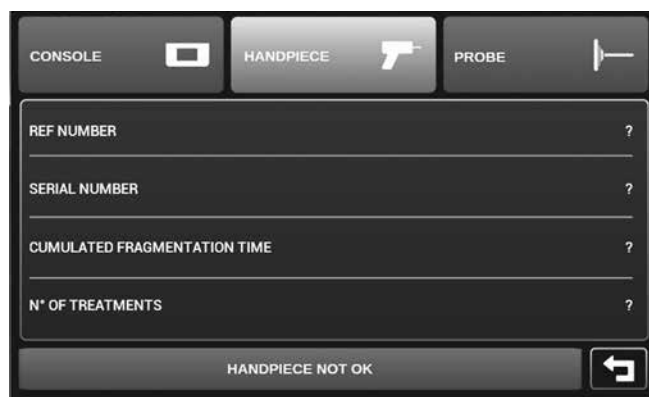 CONSOLE HANDPIECE PROBE
REF NUMBER ?
SERIAL NUMBER ?
CUMULATED FRAGMENTATION TIME ?
N° OF TREATMENTS ?
HANDPIECE NOT OK